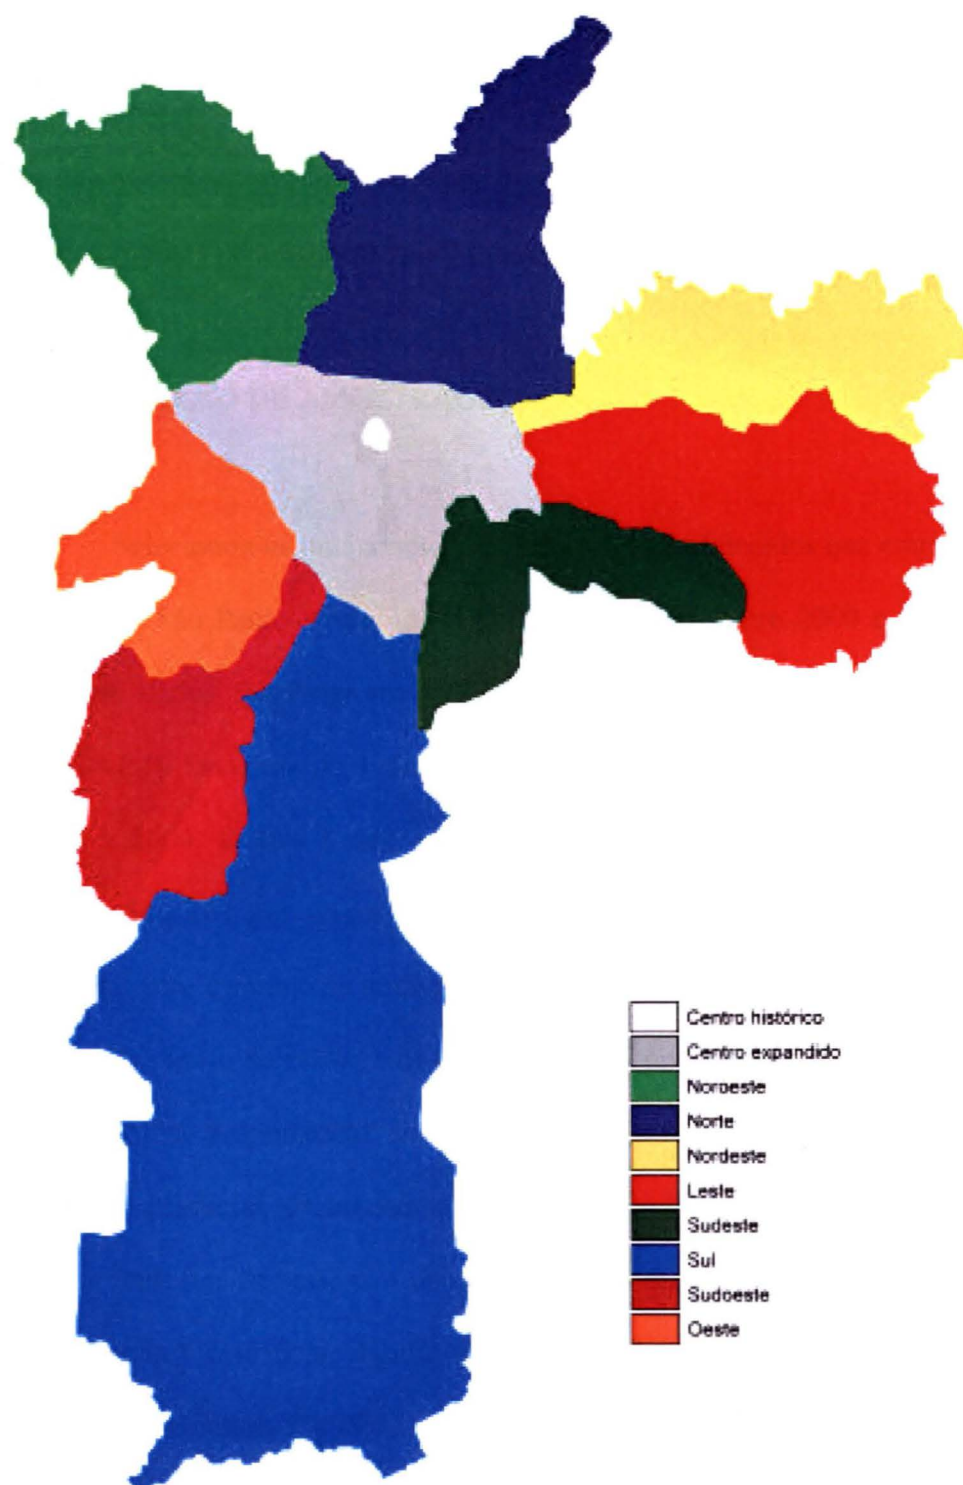 Centro histórico
Centro expandido
Noroeste
Norte
Nordeste
Leste
Sudeste
Sul
Sudoeste
Oeste